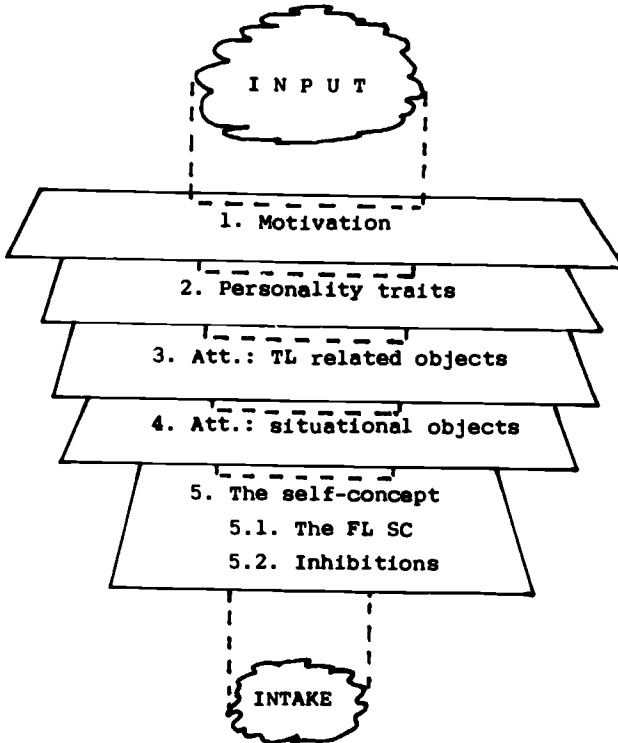 I N P U T
1. Motivation
2. Personality traits
3. Att.: TL related objects
4. Att.: situational objects
5. The self-concept
5.1. The FL SC
5.2. Inhibitions
INTAKE